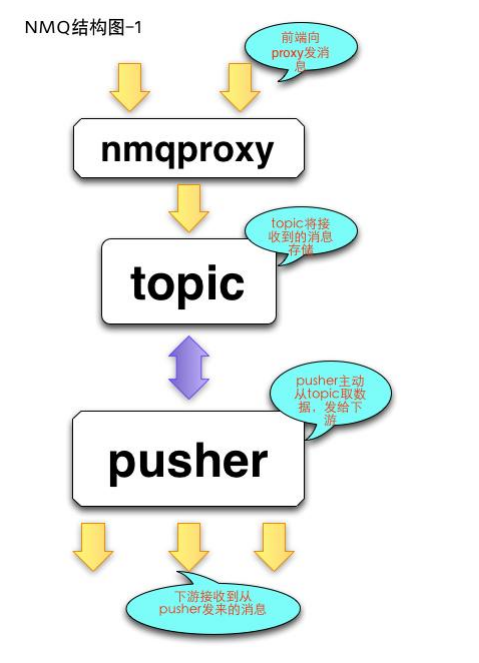 NMQ结构图-1
前端向
proxy发消
息
nmqproxy
topic将接
收到的消息
存储
topic
pusher主动
从topic取数
据，发给下
游
pusher
下游接收到从
pusher发来的消息